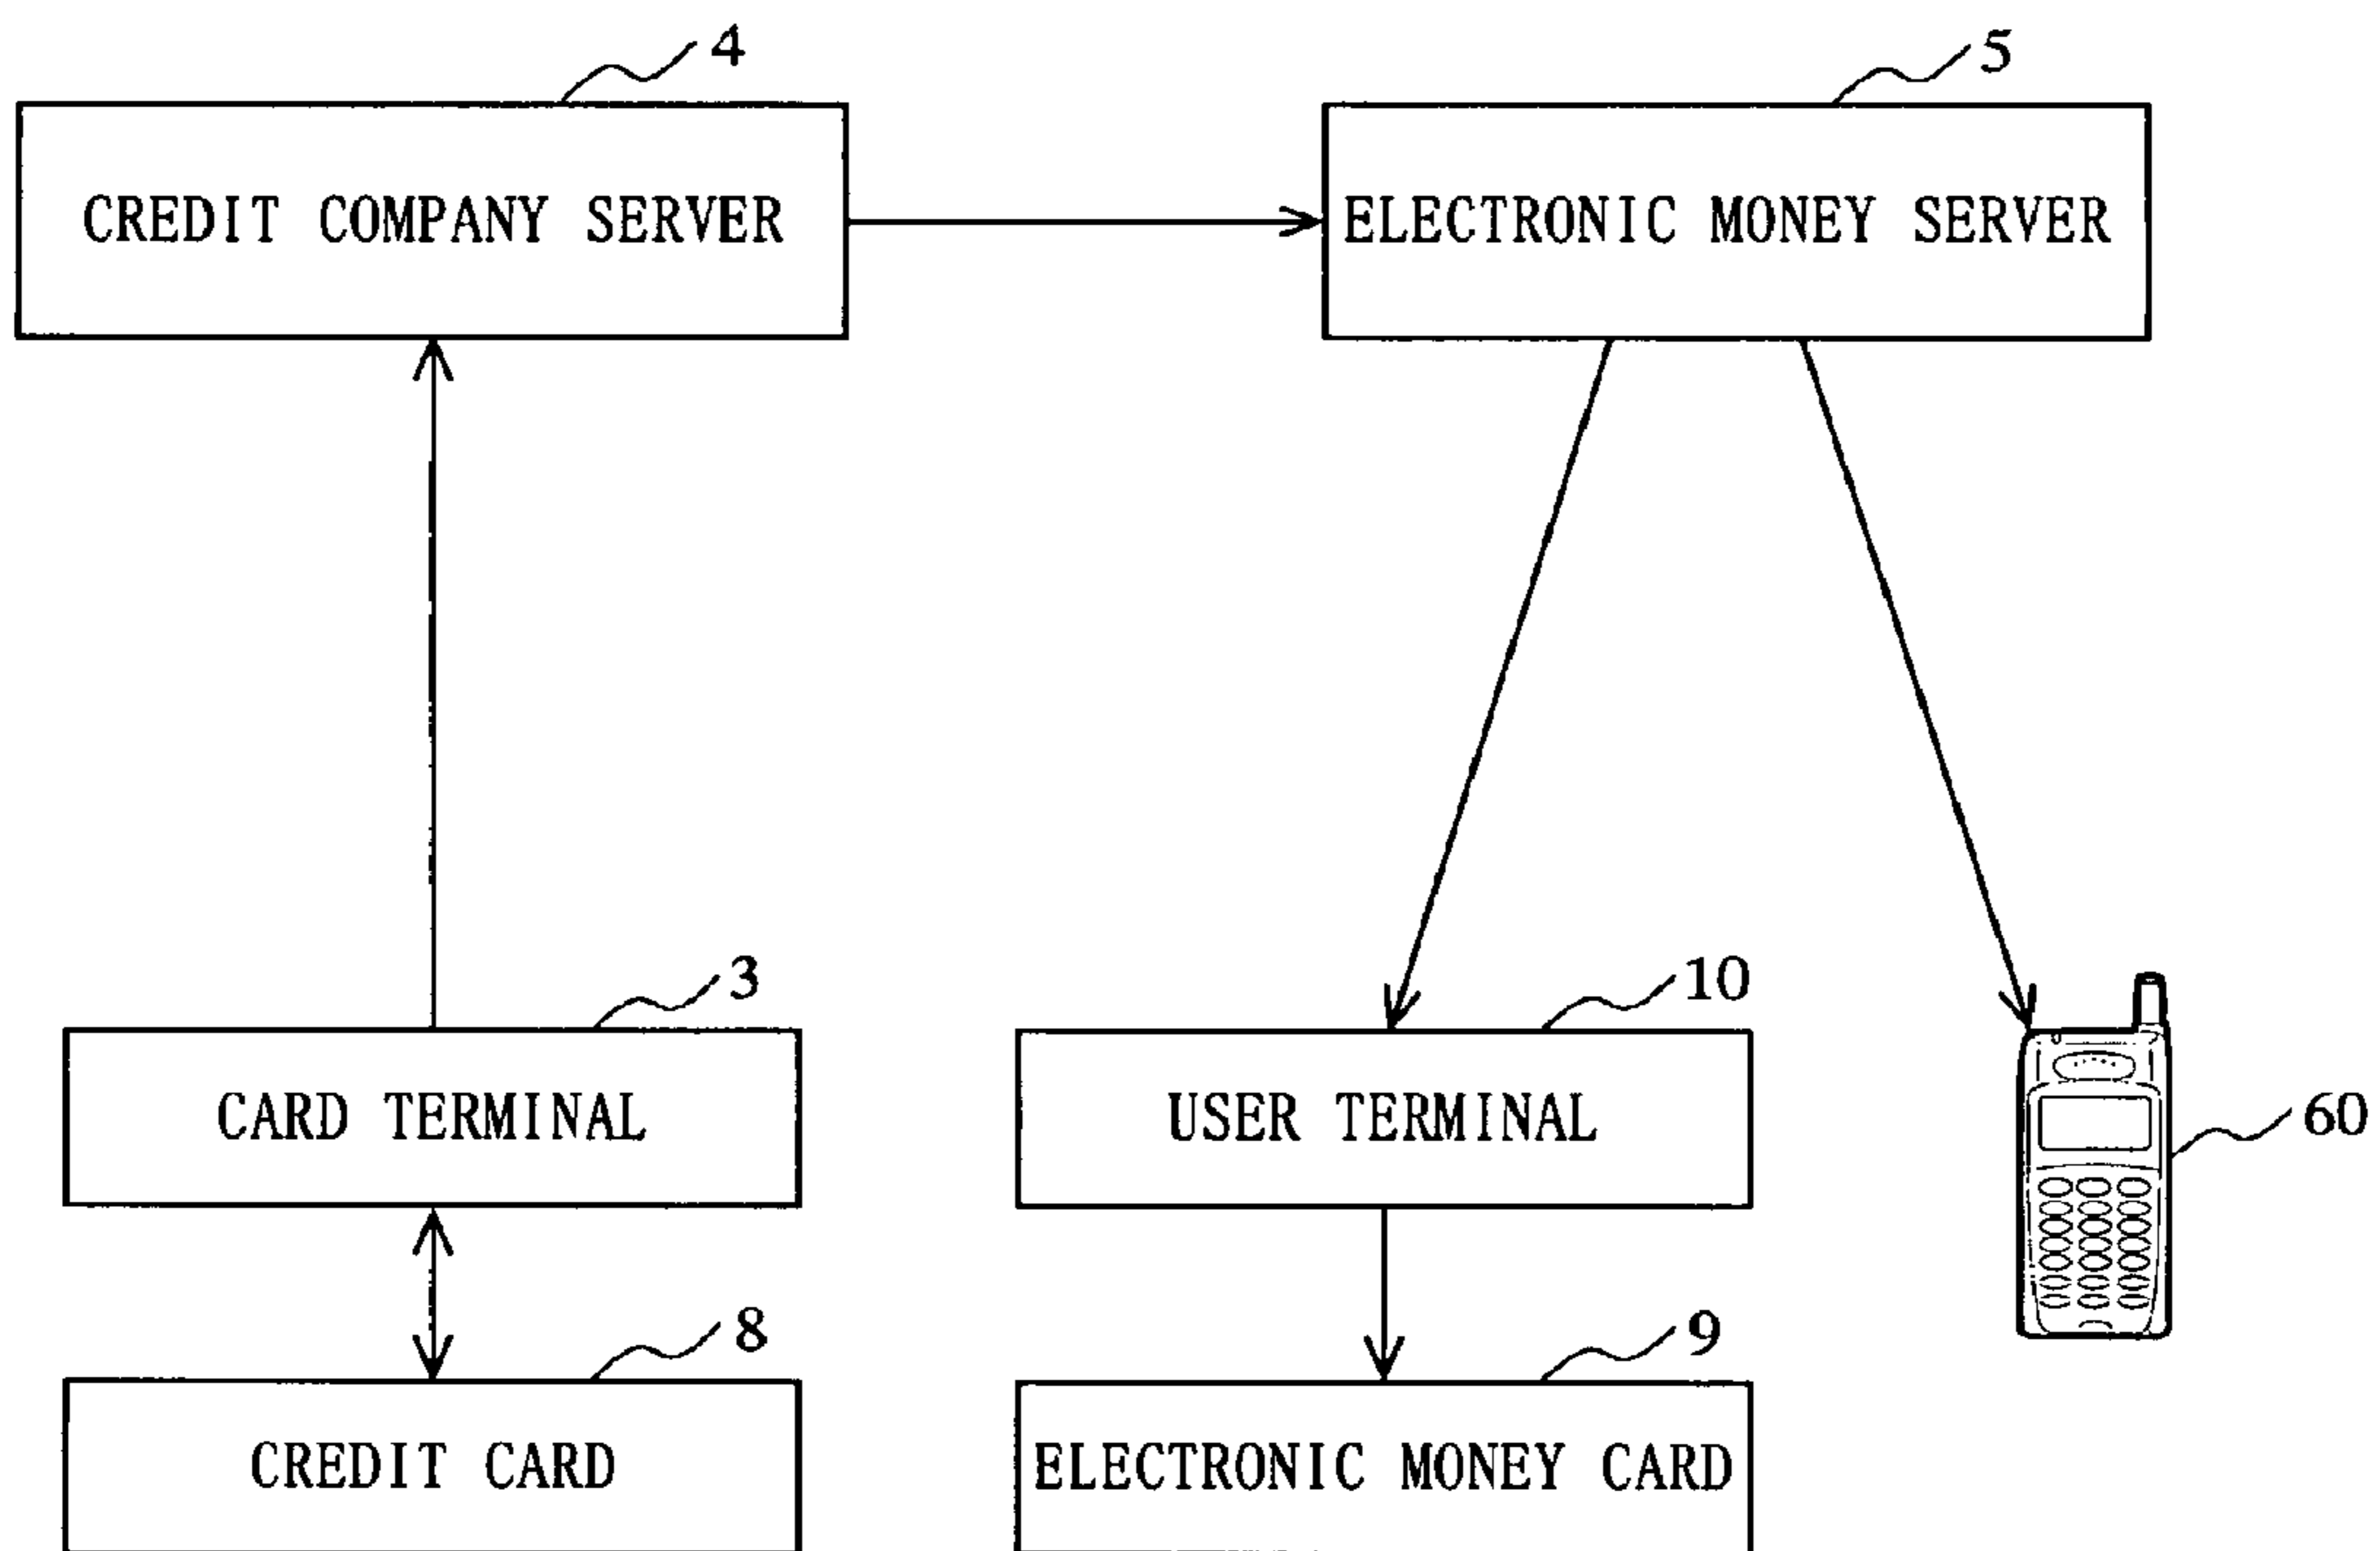 4
5
CREDIT COMPANY SERVER
ELECTRONIC MONEY SERVER
3
10
CARD TERMINAL
USER TERMINAL
60
8
9
CREDIT CARD
ELECTRONIC MONEY CARD